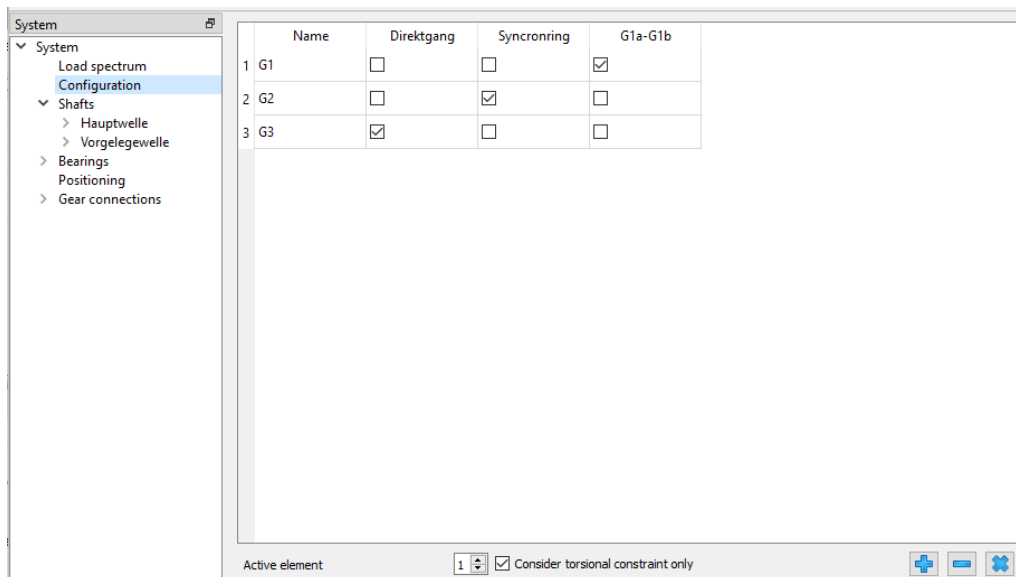 System
System
Load spectrum
Configuration
Shafts
Hauptwelle
Vorgelegewelle
Bearings
Positioning
Gear connections
Name Direktgang Syncronring G1a-G1b
1 G1
2 G2
3 G3
Active element 1 Consider torsional constraint only